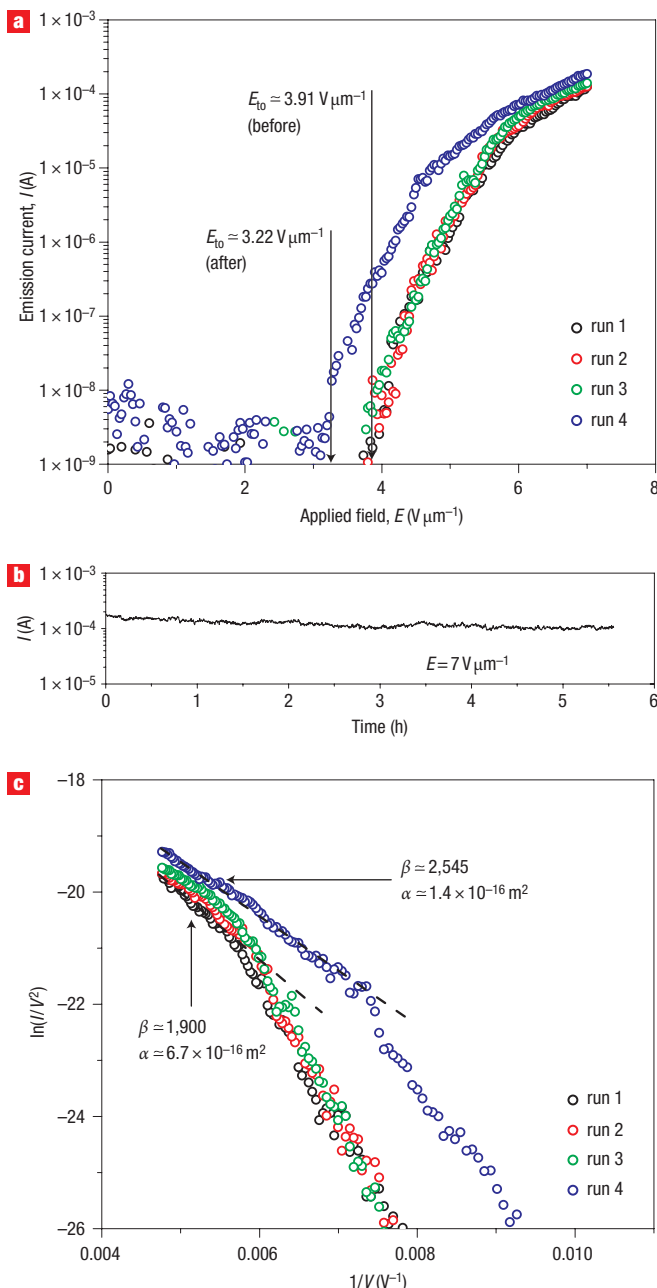 a
1 × 10⁻³
1 × 10⁻⁴
1 × 10⁻⁵
1 × 10⁻⁶
1 × 10⁻⁷
1 × 10⁻⁸
1 × 10⁻⁹
Emission current, I (A)
E_to ≃ 3.91 V μm⁻¹
(before)
E_to ≃ 3.22 V μm⁻¹
(after)
run 1
run 2
run 3
run 4
0 2 4 6 8
Applied field, E (V μm⁻¹)
b
1 × 10⁻³
1 × 10⁻⁴
1 × 10⁻⁵
I (A)
E = 7 V μm⁻¹
0 1 2 3 4 5 6
Time (h)
c
−18
−20
−22
−24
−26
ln(I/V²)
β ≃ 2,545
α ≃ 1.4 × 10⁻¹⁶ m²
β ≃ 1,900
α ≃ 6.7 × 10⁻¹⁶ m²
run 1
run 2
run 3
run 4
0.004 0.006 0.008 0.010
1/V (V⁻¹)